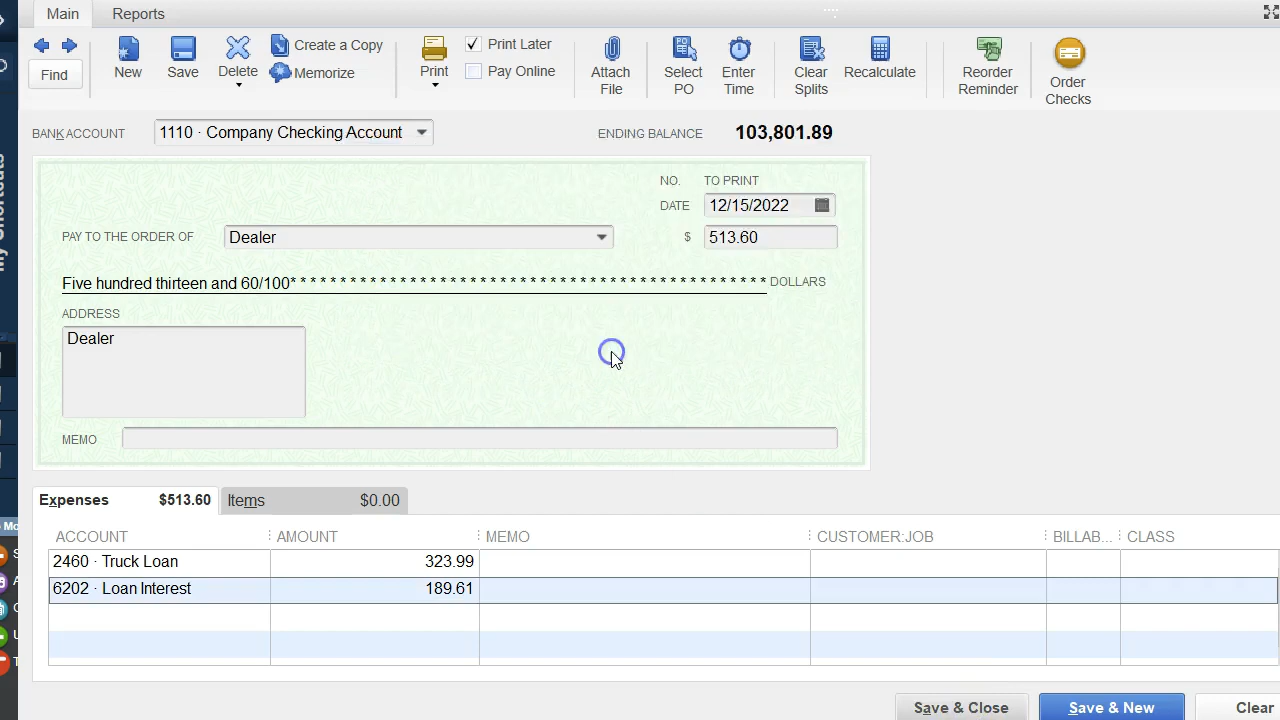 Main Reports
Create a Copy Print Later
Find New Save Delete Memorize Print Pay Online Attach File Select PO Enter Time Clear Splits Recalculate Reorder Reminder Order Checks
BANK ACCOUNT 1110 · Company Checking Account ENDING BALANCE 103,801.89
NO. TO PRINT
DATE 12/15/2022
PAY TO THE ORDER OF Dealer $ 513.60
Five hundred thirteen and 60/100* * * * * * * * * * * * * * * * * * * * * * * * * * * * * * * * * * * * * * * * * * * * * * * * DOLLARS
ADDRESS
Dealer
MEMO
Expenses $513.60 Items $0.00
ACCOUNT AMOUNT MEMO CUSTOMER:JOB BILLAB... CLASS
2460 · Truck Loan 323.99
6202 · Loan Interest 189.61
Save & Close Save & New Clear